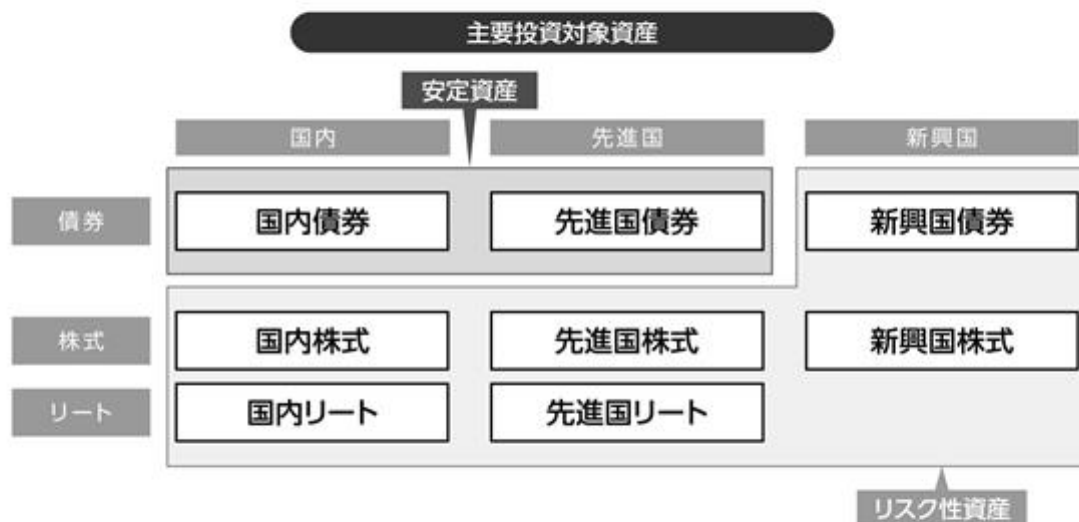 主要投資対象資産
安定資産
国内 先進国 新興国
債券 国内債券 先進国債券 新興国債券
株式 国内株式 先進国株式 新興国株式
リート 国内リート 先進国リート
リスク性資産